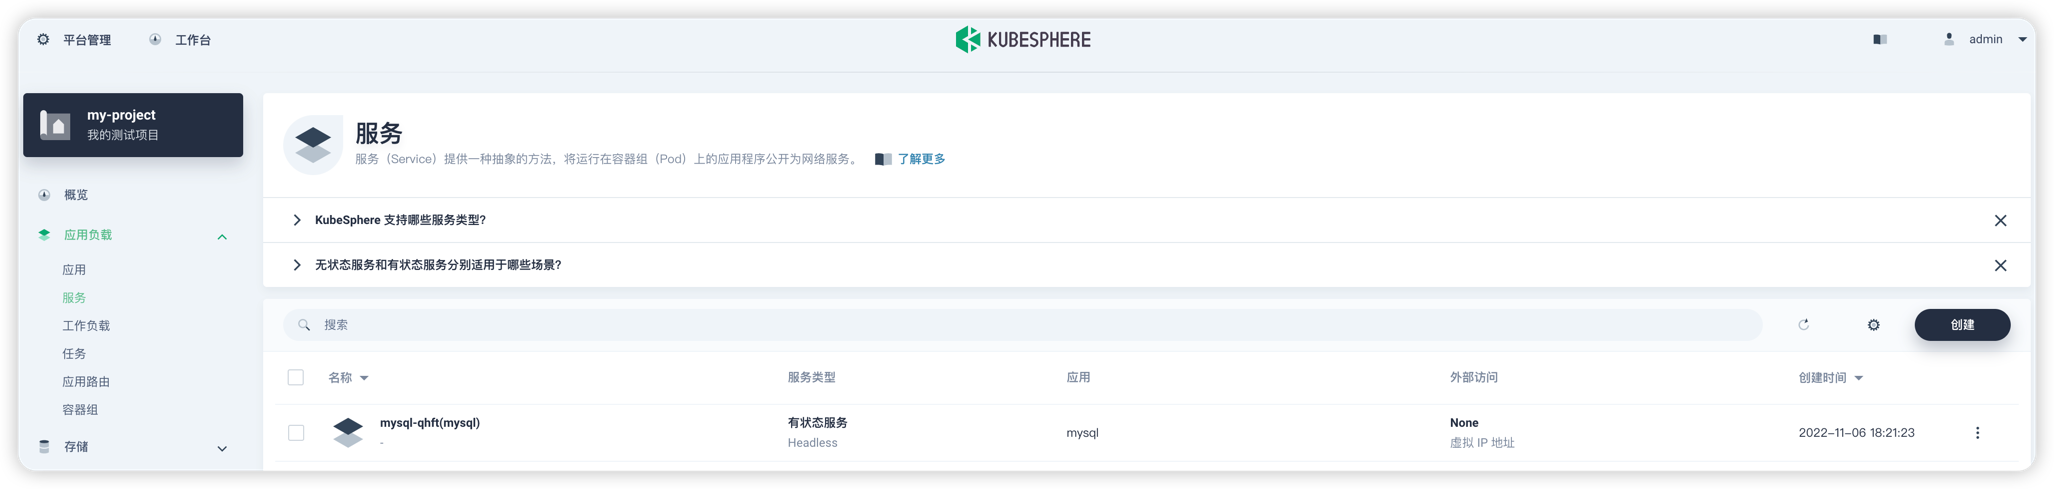 平台管理
工作台
KUBESPHERE
admin
my-project
我的测试项目
概览
应用负载
应用
服务
工作负载
任务
应用路由
容器组
存储
服务
服务（Service）提供一种抽象的方法，将运行在容器组（Pod）上的应用程序公开为网络服务。 了解更多
KubeSphere 支持哪些服务类型?
无状态服务和有状态服务分别适用于哪些场景?
搜索
创建
名称 服务类型 应用 外部访问 创建时间
mysql-qhft(mysql) 有状态服务 mysql None 2022-11-06 18:21:23
- Headless 虚拟 IP 地址